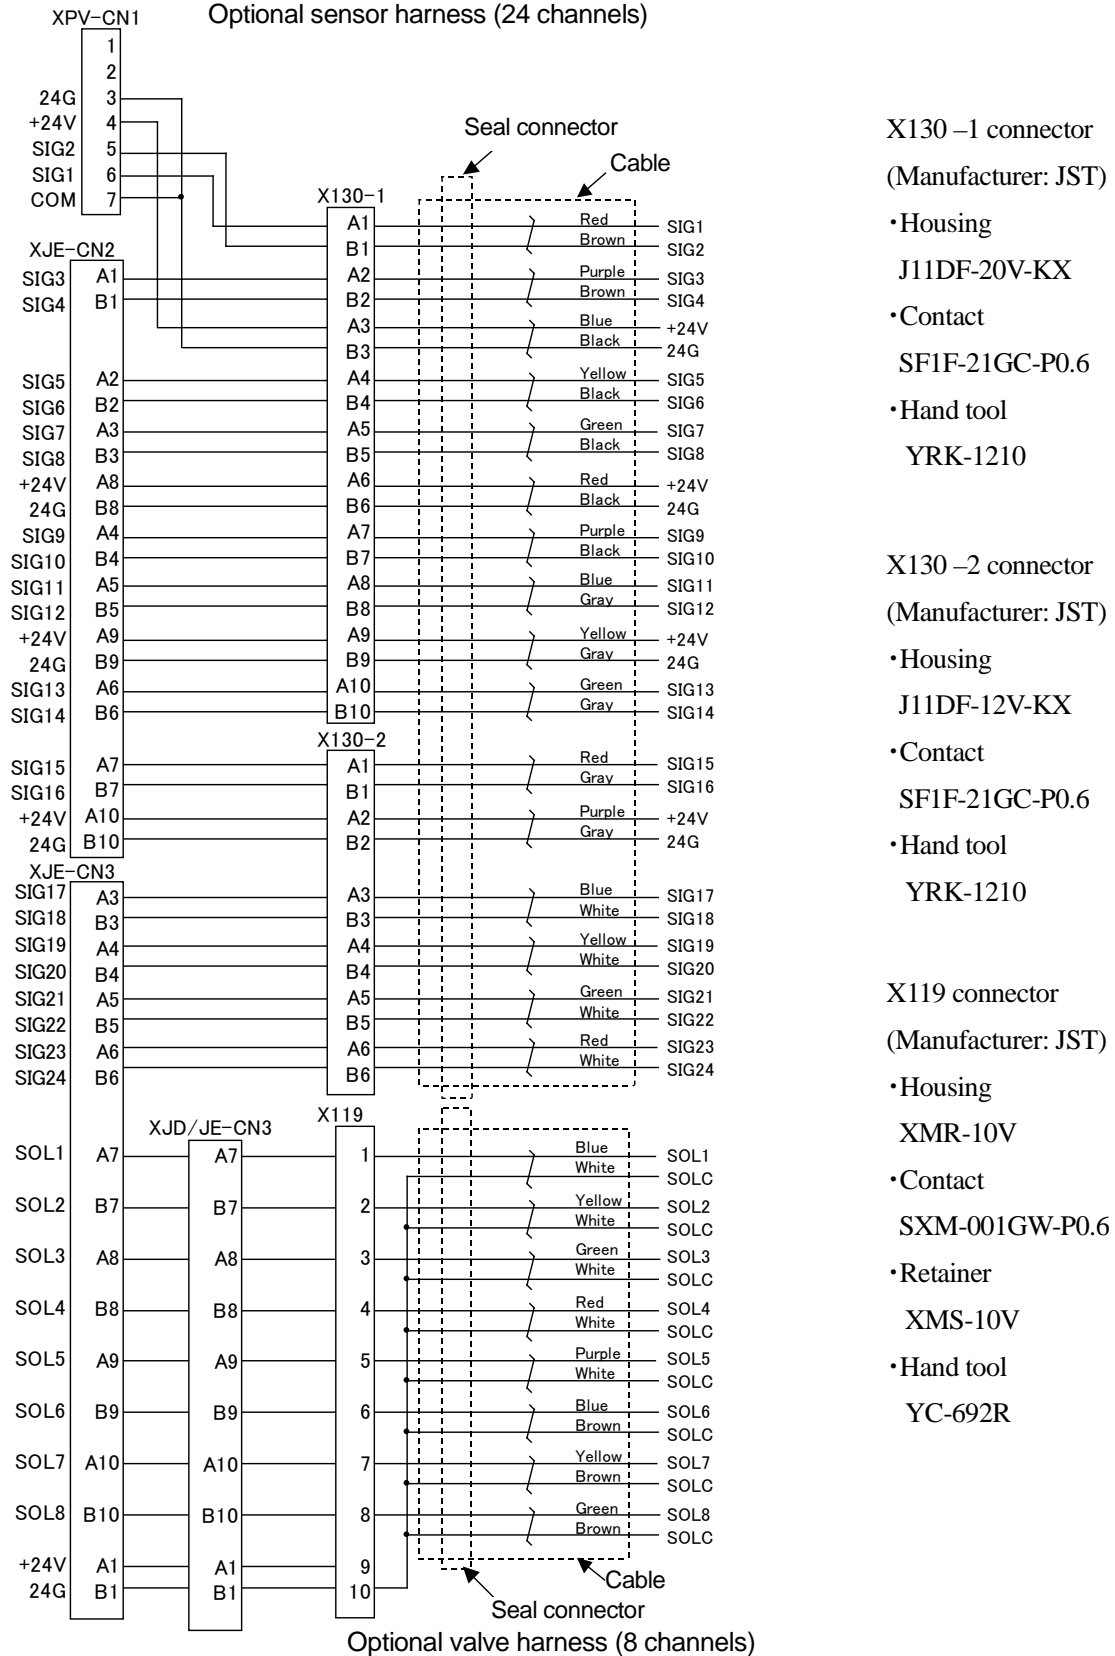 Optional sensor harness (24 channels)
XPV-CN1
1
2
24G 3
+24V 4
SIG2 5
SIG1 6
COM 7
Seal connector
Cable
XJE-CN2
X130-1
SIG3 A1
SIG4 B1
SIG5 A2
SIG6 B2
SIG7 A3
SIG8 B3
+24V A8
24G B8
SIG9 A4
SIG10 B4
SIG11 A5
SIG12 B5
+24V A9
24G B9
SIG13 A6
SIG14 B6
SIG15 A7
SIG16 B7
+24V A10
24G B10
A1 Red SIG1
B1 Brown SIG2
A2 Purple SIG3
B2 Brown SIG4
A3 Blue +24V
B3 Black 24G
A4 Yellow SIG5
B4 Black SIG6
A5 Green SIG7
B5 Black SIG8
A6 Red +24V
B6 Black 24G
A7 Purple SIG9
B7 Black SIG10
A8 Blue SIG11
B8 Gray SIG12
A9 Yellow +24V
B9 Gray 24G
A10 Green SIG13
B10 Gray SIG14
X130-2
A1 Red SIG15
B1 Gray SIG16
A2 Purple +24V
B2 Gray 24G
A3 Blue SIG17
B3 White SIG18
A4 Yellow SIG19
B4 White SIG20
A5 Green SIG21
B5 White SIG22
A6 Red SIG23
B6 White SIG24
XJE-CN3
SIG17 A3
SIG18 B3
SIG19 A4
SIG20 B4
SIG21 A5
SIG22 B5
SIG23 A6
SIG24 B6
XJD/JE-CN3
X119
SOL1 A7 A7 1 Blue SOL1
White SOLC
SOL2 B7 B7 2 Yellow SOL2
White SOLC
SOL3 A8 A8 3 Green SOL3
White SOLC
SOL4 B8 B8 4 Red SOL4
White SOLC
SOL5 A9 A9 5 Purple SOL5
White SOLC
SOL6 B9 B9 6 Blue SOL6
Brown SOLC
SOL7 A10 A10 7 Yellow SOL7
Brown SOLC
SOL8 B10 B10 8 Green SOL8
Brown SOLC
+24V A1 A1 9
24G B1 B1 10
Cable
Seal connector
Optional valve harness (8 channels)
X130 –1 connector
(Manufacturer: JST)
・Housing
J11DF-20V-KX
・Contact
SF1F-21GC-P0.6
・Hand tool
YRK-1210
X130 –2 connector
(Manufacturer: JST)
・Housing
J11DF-12V-KX
・Contact
SF1F-21GC-P0.6
・Hand tool
YRK-1210
X119 connector
(Manufacturer: JST)
・Housing
XMR-10V
・Contact
SXM-001GW-P0.6
・Retainer
XMS-10V
・Hand tool
YC-692R